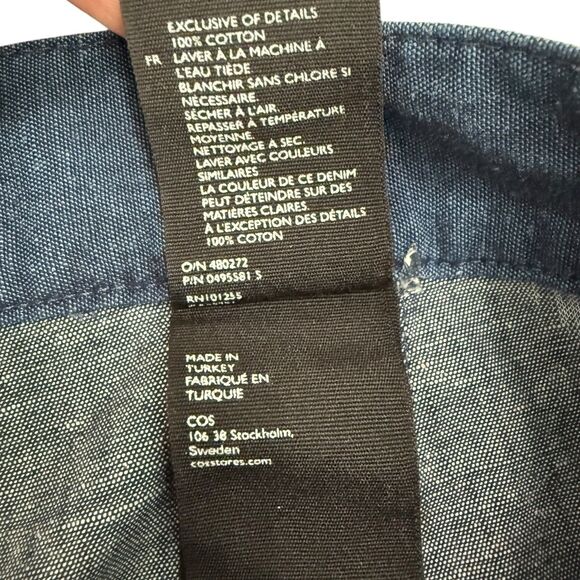 EXCLUSIVE OF DETAILS
100% COTTON
FR LAVER À LA MACHINE À
L'EAU TIÈDE
BLANCHIR SANS CHLORE SI
NÉCESSAIRE.
SÉCHER À L'AIR.
REPASSER À TEMPÉRATURE
MOYENNE.
NETTOYAGE A SEC.
LAVER AVEC COULEURS
SIMILAIRES
LA COULEUR DE CE DENIM
PEUT DÉTEINDRE SUR DES
MATIÈRES CLAIRES.
À L'EXCEPTION DES DÉTAILS
100% COTON
O/N 480272
P/N 0495581 S
RN101255
MADE IN
TURKEY
FABRIQUÉ EN
TURQUIE
COS
106 38 Stockholm,
Sweden
cosstores.com